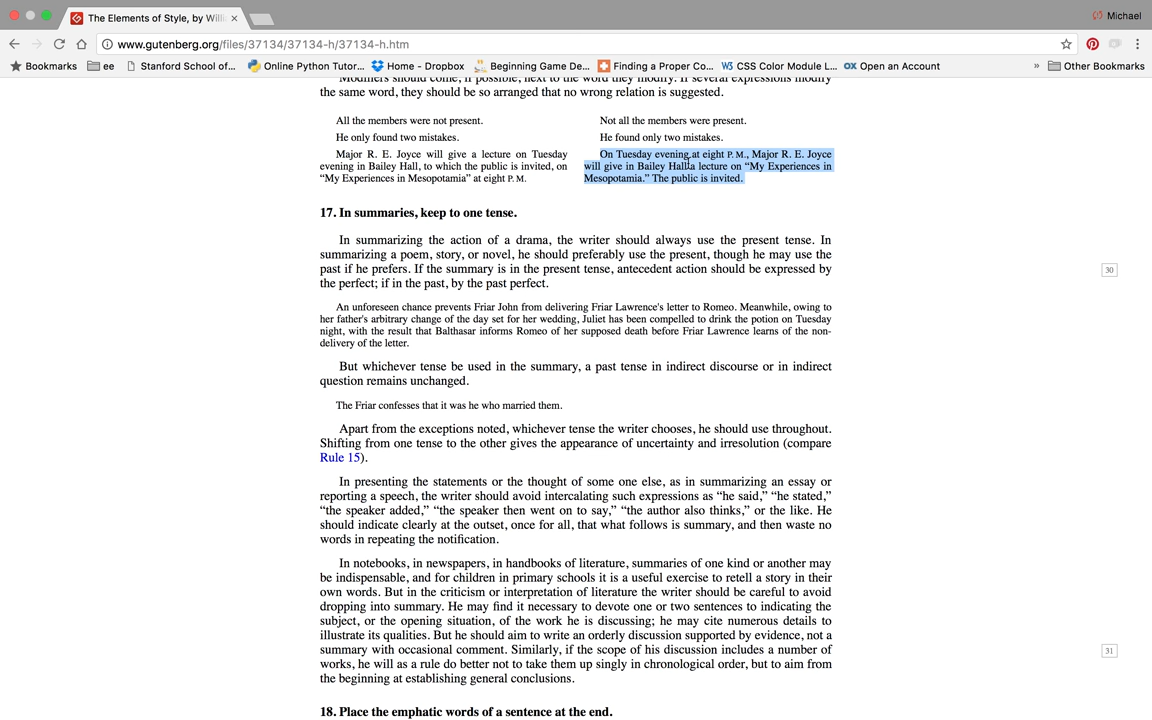 The Elements of Style, by Willi
Michael
www.gutenberg.org/files/37134/37134-h/37134-h.htm
Bookmarks ee Stanford School of... Online Python Tutor... Home - Dropbox Beginning Game De... Finding a Proper Co... W3 CSS Color Module L... OX Open an Account » Other Bookmarks
Modifiers should come, if possible, next to the word they modify. If several expressions modify
the same word, they should be so arranged that no wrong relation is suggested.
All the members were not present.
He only found two mistakes.
Major R. E. Joyce will give a lecture on Tuesday
evening in Bailey Hall, to which the public is invited, on
“My Experiences in Mesopotamia” at eight P. M.
Not all the members were present.
He found only two mistakes.
On Tuesday evening at eight P. M., Major R. E. Joyce
will give in Bailey Hall a lecture on “My Experiences in
Mesopotamia.” The public is invited.
17. In summaries, keep to one tense.
In summarizing the action of a drama, the writer should always use the present tense. In
summarizing a poem, story, or novel, he should preferably use the present, though he may use the
past if he prefers. If the summary is in the present tense, antecedent action should be expressed by
the perfect; if in the past, by the past perfect.
30
An unforeseen chance prevents Friar John from delivering Friar Lawrence's letter to Romeo. Meanwhile, owing to
her father's arbitrary change of the day set for her wedding, Juliet has been compelled to drink the potion on Tuesday
night, with the result that Balthasar informs Romeo of her supposed death before Friar Lawrence learns of the non-
delivery of the letter.
But whichever tense be used in the summary, a past tense in indirect discourse or in indirect
question remains unchanged.
The Friar confesses that it was he who married them.
Apart from the exceptions noted, whichever tense the writer chooses, he should use throughout.
Shifting from one tense to the other gives the appearance of uncertainty and irresolution (compare
Rule 15).
In presenting the statements or the thought of some one else, as in summarizing an essay or
reporting a speech, the writer should avoid intercalating such expressions as “he said,” “he stated,”
“the speaker added,” “the speaker then went on to say,” “the author also thinks,” or the like. He
should indicate clearly at the outset, once for all, that what follows is summary, and then waste no
words in repeating the notification.
In notebooks, in newspapers, in handbooks of literature, summaries of one kind or another may
be indispensable, and for children in primary schools it is a useful exercise to retell a story in their
own words. But in the criticism or interpretation of literature the writer should be careful to avoid
dropping into summary. He may find it necessary to devote one or two sentences to indicating the
subject, or the opening situation, of the work he is discussing; he may cite numerous details to
illustrate its qualities. But he should aim to write an orderly discussion supported by evidence, not a
summary with occasional comment. Similarly, if the scope of his discussion includes a number of
works, he will as a rule do better not to take them up singly in chronological order, but to aim from
the beginning at establishing general conclusions.
31
18. Place the emphatic words of a sentence at the end.